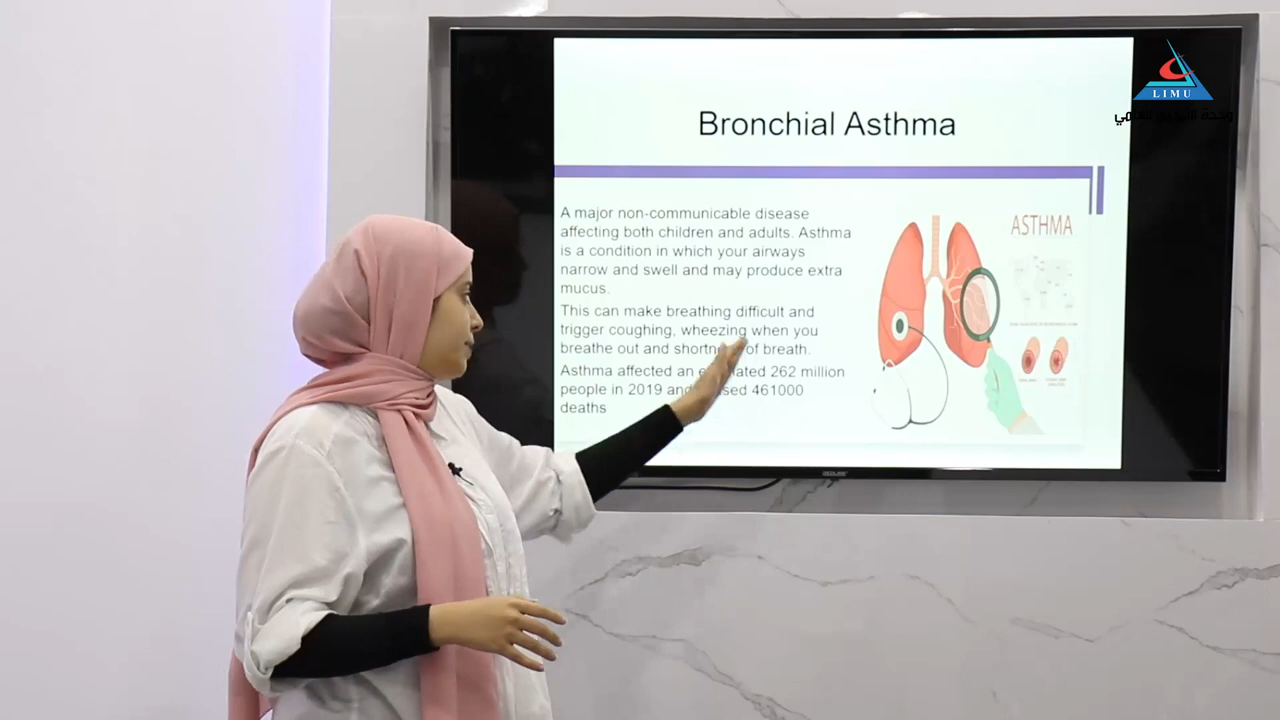 LIMU
Bronchial Asthma
A major non-communicable disease
affecting both children and adults. Asthma
is a condition in which your airways
narrow and swell and may produce extra
mucus.
This can make breathing difficult and
trigger coughing, wheezing when you
breathe out and of breath.
Asthma affected an 262 million
people in 2019 461000
deaths
ASTHMA